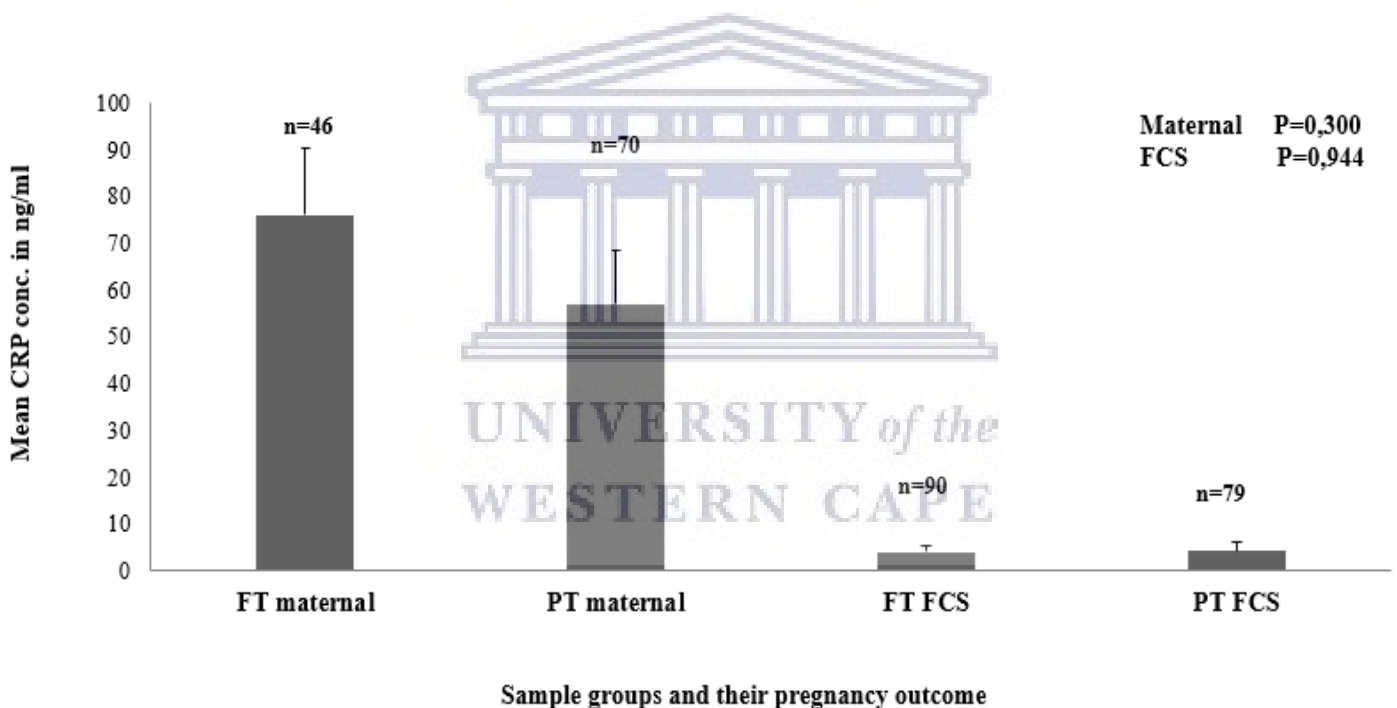 Mean CRP conc. in ng/ml
100
90
80
70
60
50
40
30
20
10
0
n=46
n=70
n=90
n=79
Maternal P=0,300
FCS P=0,944
UNIVERSITY of the
WESTERN CAPE
FT maternal
PT maternal
FT FCS
PT FCS
Sample groups and their pregnancy outcome